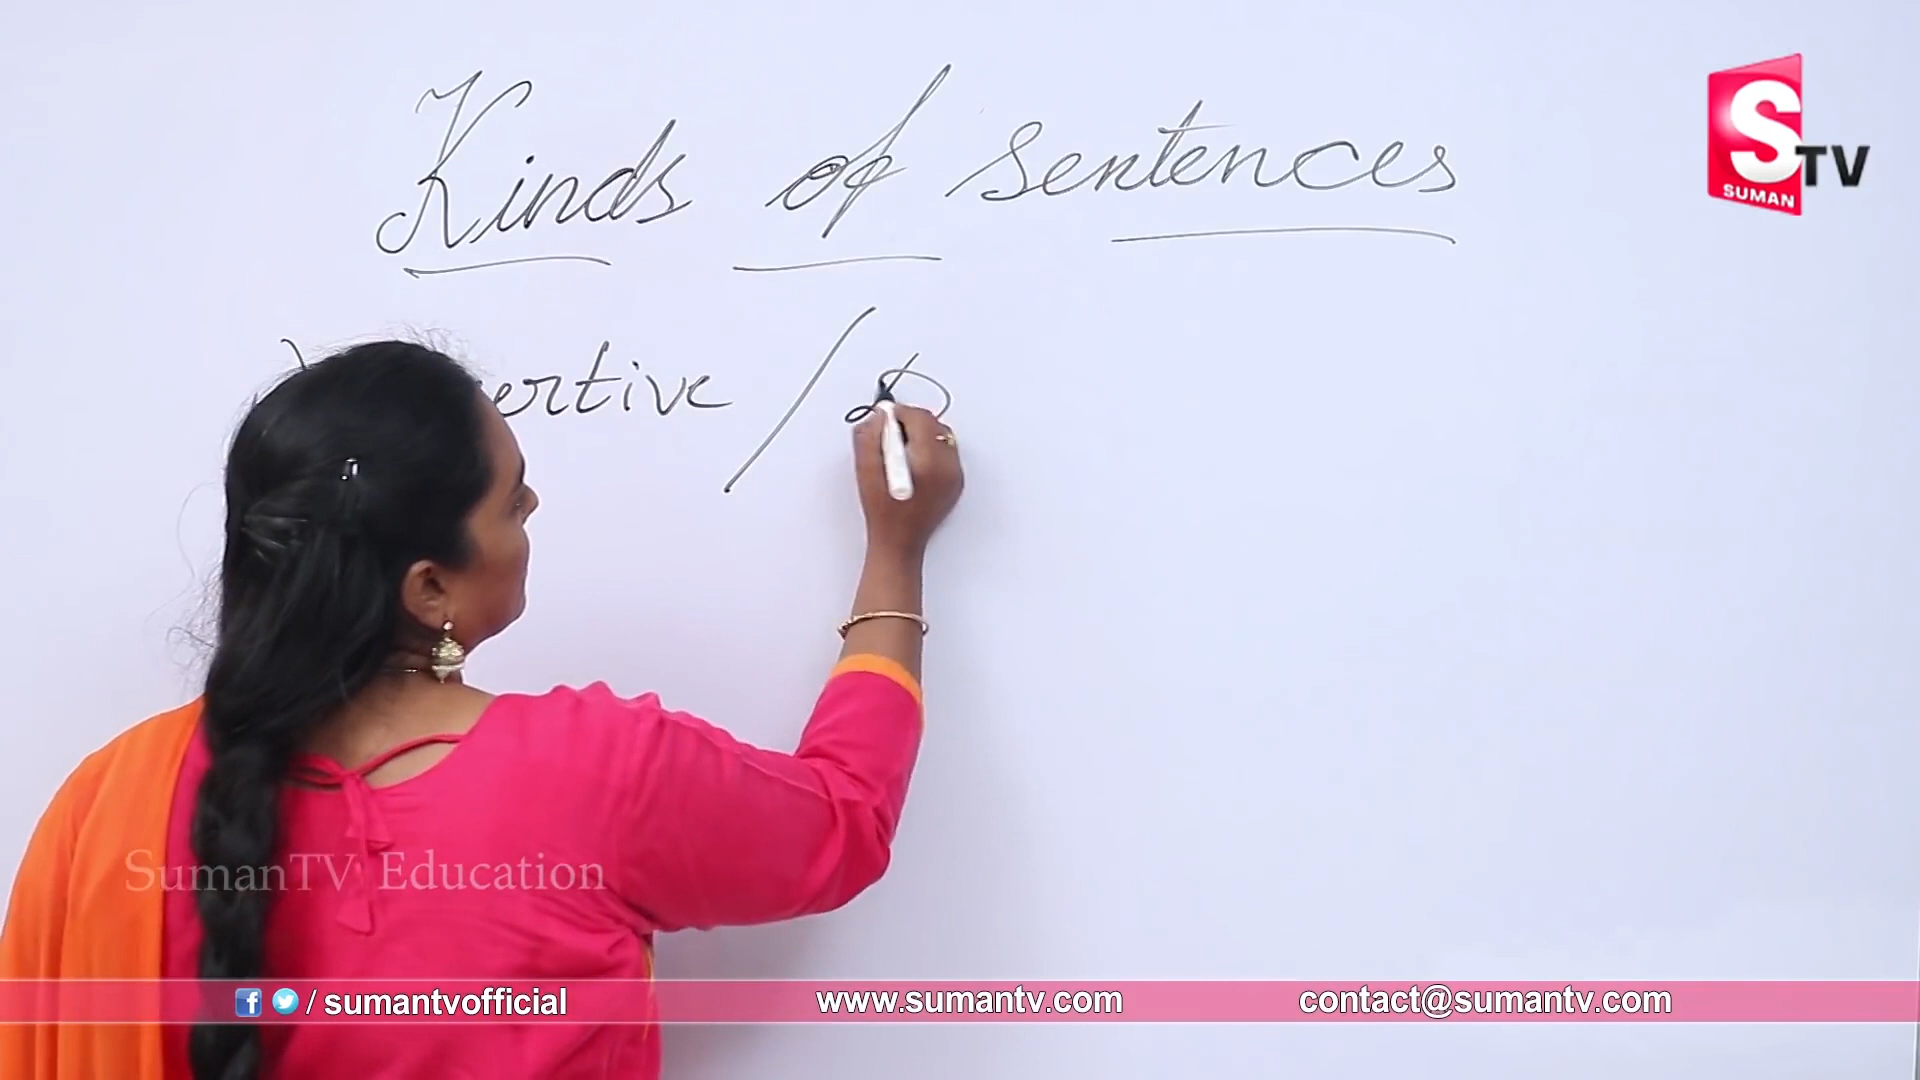 Kinds of Sentences
S TV
SUMAN
ertive / D
SumanTV Education
/ sumantvofficial
www.sumantv.com
contact@sumantv.com